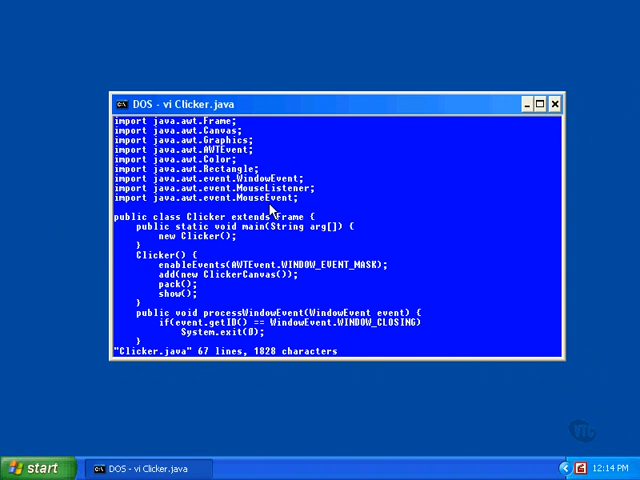 DOS - vi Clicker.java
import java.awt.Frame;
import java.awt.Canvas;
import java.awt.Graphics;
import java.awt.AWTEvent;
import java.awt.Color;
import java.awt.Rectangle;
import java.awt.event.WindowEvent;
import java.awt.event.MouseListener;
import java.awt.event.MouseEvent;
public class Clicker extends Frame {
public static void main(String arg[]) {
new Clicker();
}
Clicker() {
enableEvents(AWTEvent.WINDOW_EVENT_MASK);
add(new ClickerCanvas());
pack();
show();
}
public void processWindowEvent(WindowEvent event) {
if(event.getID() == WindowEvent.WINDOW_CLOSING)
System.exit(0);
}
"Clicker.java" 67 lines, 1828 characters
start
DOS - vi Clicker.java
12:14 PM